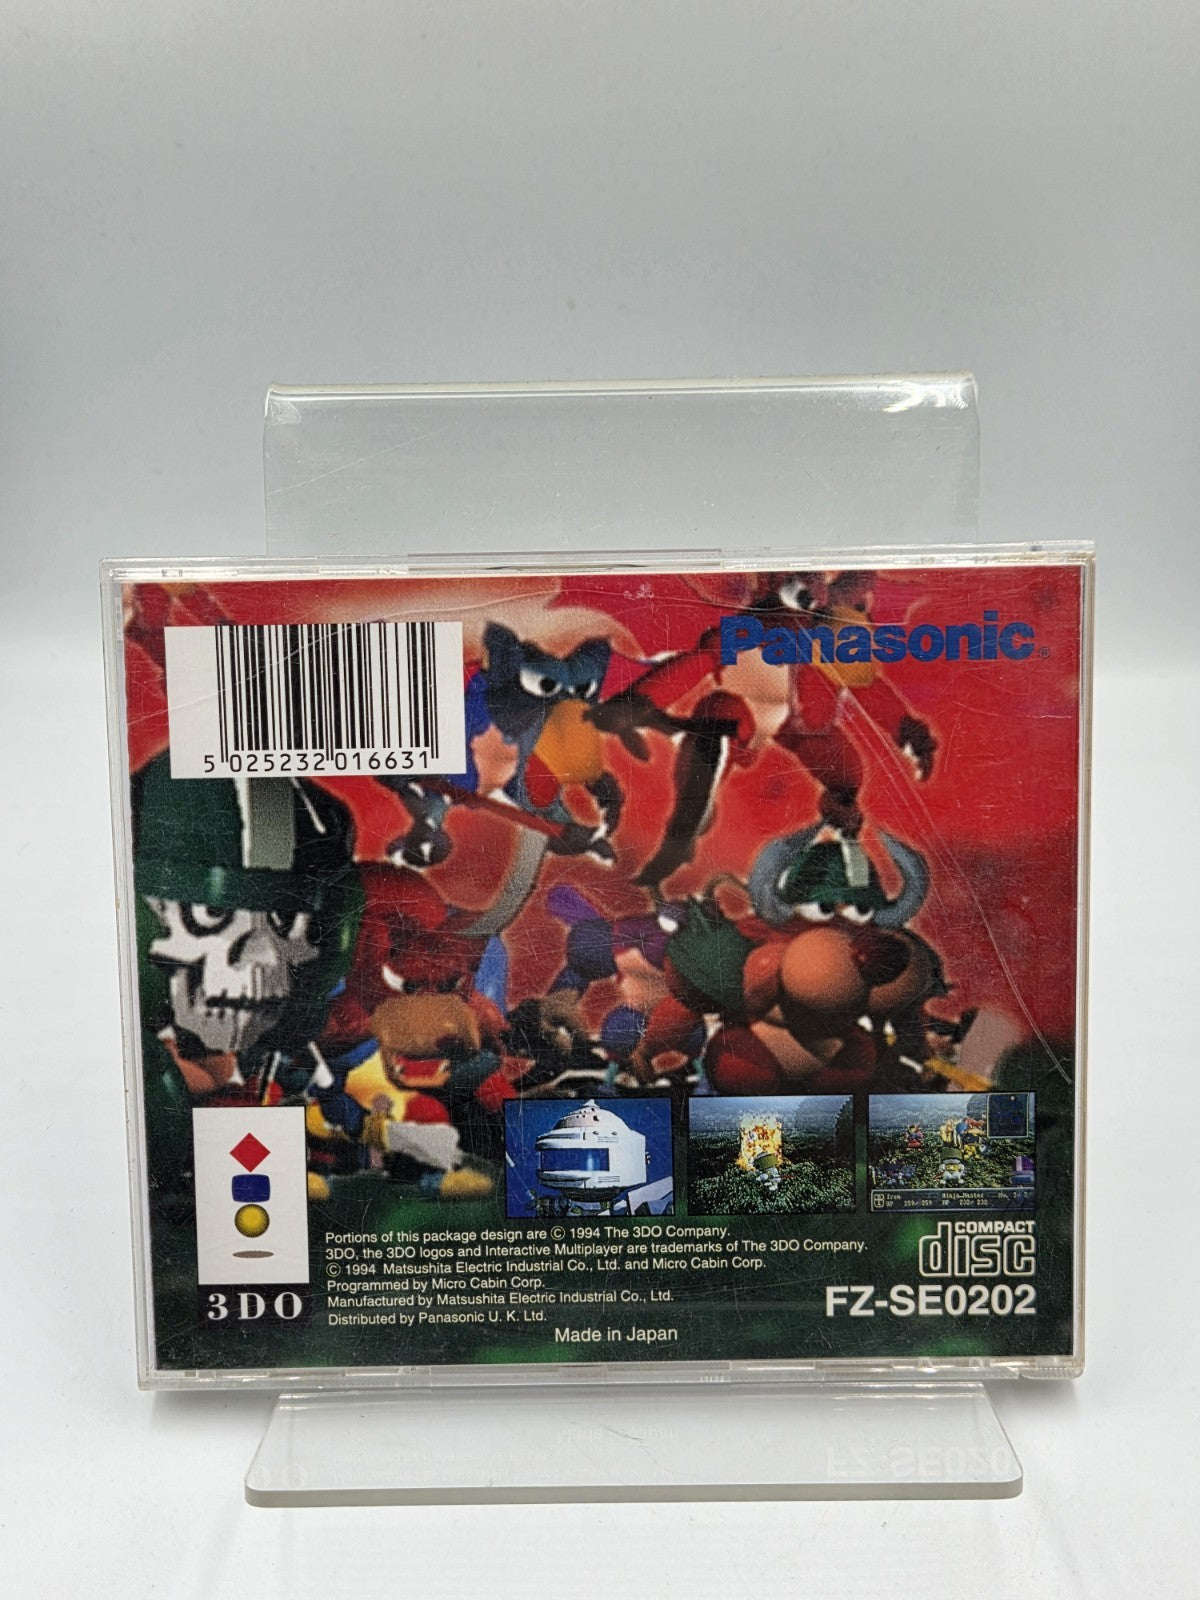 Panasonic®
5 025232 016631
Portions of this package design are © 1994 The 3DO Company.
3DO, the 3DO logos and Interactive Multiplayer are trademarks of The 3DO Company.
© 1994 Matsushita Electric Industrial Co., Ltd. and Micro Cabin Corp.
Programmed by Micro Cabin Corp.
Manufactured by Matsushita Electric Industrial Co., Ltd.
Distributed by Panasonic U. K. Ltd.
Made in Japan
3DO
COMPACT
disc
FZ-SE0202